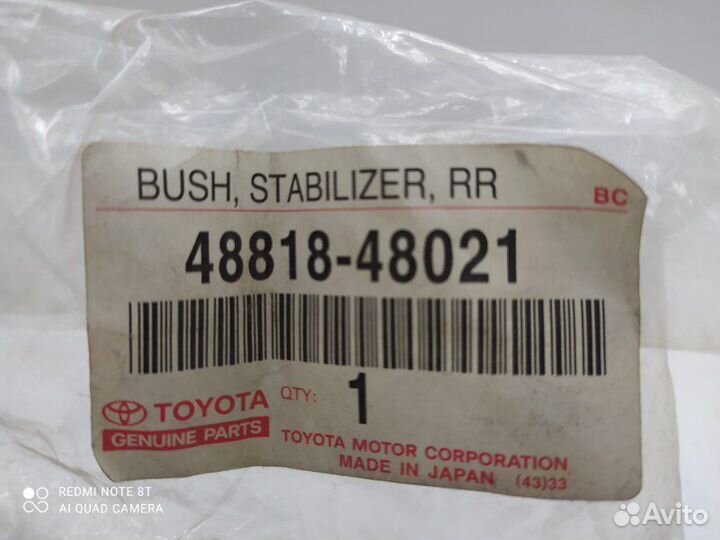 BUSH, STABILIZER, RR BC
48818-48021
TOYOTA
GENUINE PARTS
QTY: 1
TOYOTA MOTOR CORPORATION
MADE IN JAPAN (43)33
REDMI NOTE 8T
AI QUAD CAMERA
Avito